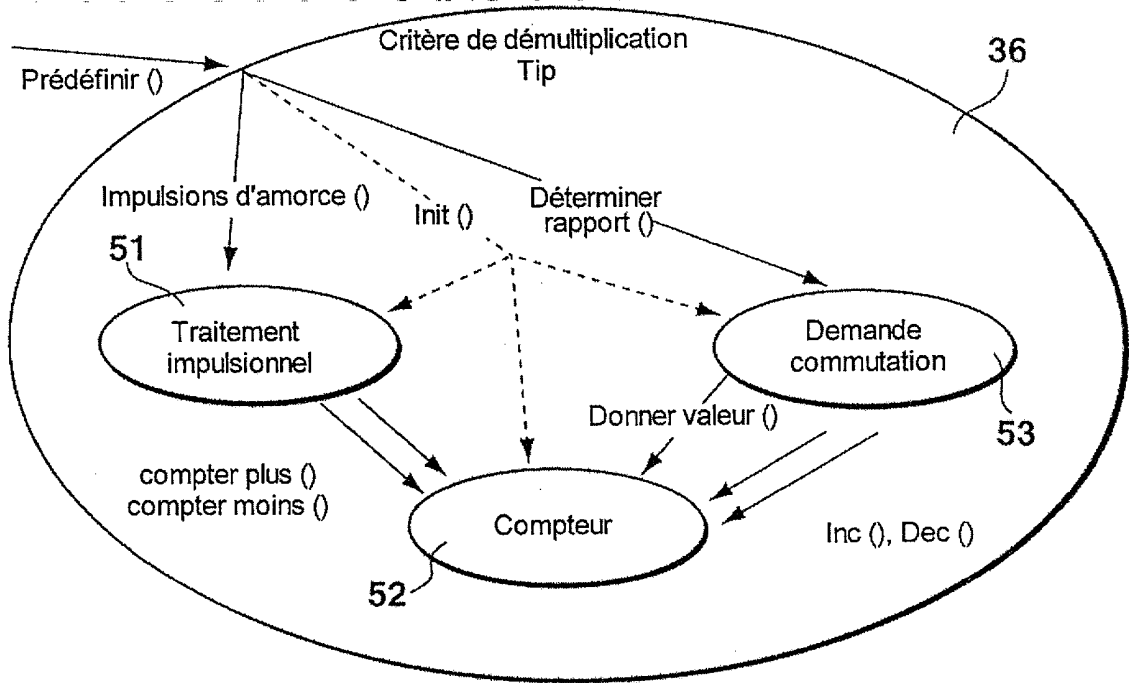 Critère de démultiplication
Tip
36
Prédéfinir ()
Impulsions d'amorce ()
Init ()
Déterminer
rapport ()
51
Traitement
impulsionnel
Demande
commutation
Donner valeur ()
53
compter plus ()
compter moins ()
Compteur
Inc (), Dec ()
52